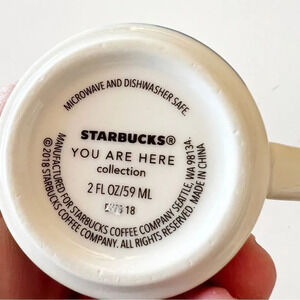 MICROWAVE AND DISHWASHER SAFE.
STARBUCKS®
YOU ARE HERE
collection
2 FL OZ/59 ML
MANUFACTURED FOR STARBUCKS COFFEE COMPANY SEATTLE, WA 98134.
©2018 STARBUCKS COFFEE COMPANY. ALL RIGHTS RESERVED. MADE IN CHINA